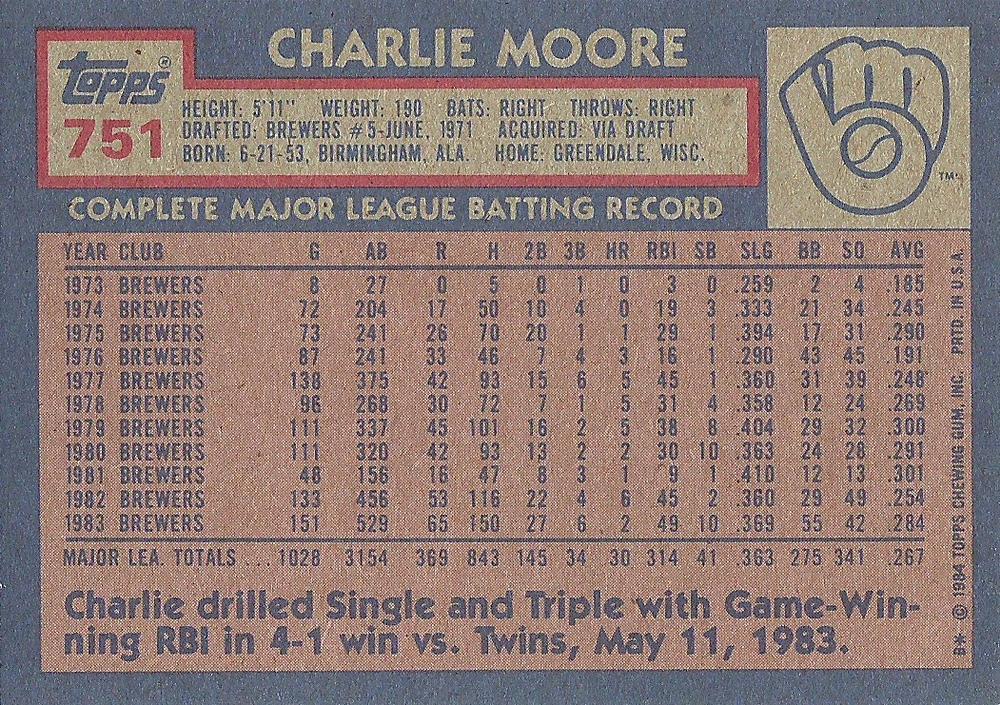 CHARLIE MOORE
Topps®
751
HEIGHT: 5'11" WEIGHT: 190 BATS: RIGHT THROWS: RIGHT
DRAFTED: BREWERS #5-JUNE, 1971 ACQUIRED: VIA DRAFT
BORN: 6-21-53, BIRMINGHAM, ALA. HOME: GREENDALE, WISC.
TM
COMPLETE MAJOR LEAGUE BATTING RECORD
YEAR CLUB G AB R H 2B 3B HR RBI SB SLG BB SO AVG
1973 BREWERS 8 27 0 5 0 1 0 3 0 .259 2 4 .185
1974 BREWERS 72 204 17 50 10 4 0 19 3 .333 21 34 .245
1975 BREWERS 73 241 26 70 20 1 1 29 1 .394 17 31 .290
1976 BREWERS 87 241 33 46 7 4 3 16 1 .290 43 45 .191
1977 BREWERS 138 375 42 93 15 6 5 45 1 .360 31 39 .248
1978 BREWERS 96 268 30 72 7 1 5 31 4 .358 12 24 .269
1979 BREWERS 111 337 45 101 16 2 5 38 8 .404 29 32 .300
1980 BREWERS 111 320 42 93 13 2 2 30 10 .363 24 28 .291
1981 BREWERS 48 156 16 47 8 3 1 9 1 .410 12 13 .301
1982 BREWERS 133 456 53 116 22 4 6 45 2 .360 29 49 .254
1983 BREWERS 151 529 65 150 27 6 2 49 10 .369 55 42 .284
MAJOR LEA. TOTALS ... 1028 3154 369 843 145 34 30 314 41 .363 275 341 .267
Charlie drilled Single and Triple with Game-Win-
ning RBI in 4-1 win vs. Twins, May 11, 1983.
B* © 1984 TOPPS CHEWING GUM, INC. PRTD. IN U.S.A.